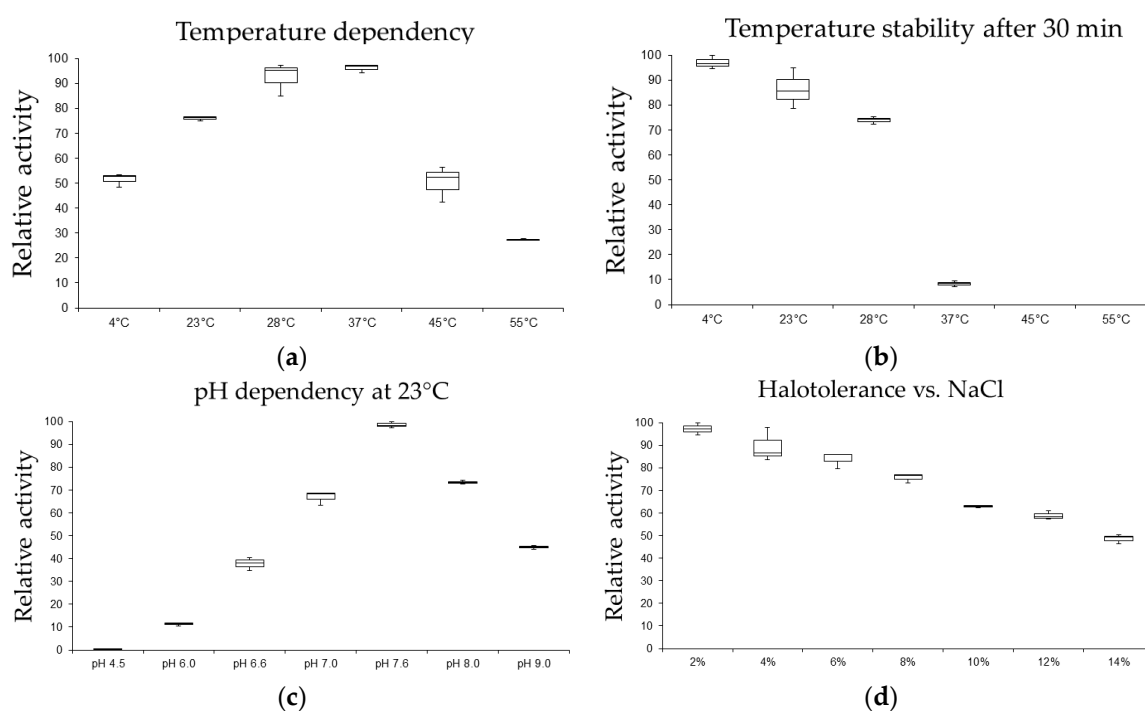 Temperature dependency
Relative activity
100
90
80
70
60
50
40
30
20
10
0
4°C 23°C 28°C 37°C 45°C 55°C
(a)
Temperature stability after 30 min
Relative activity
100
90
80
70
60
50
40
30
20
10
0
4°C 23°C 28°C 37°C 45°C 55°C
(b)
pH dependency at 23°C
Relative activity
100
90
80
70
60
50
40
30
20
10
0
pH 4.5 pH 6.0 pH 6.6 pH 7.0 pH 7.6 pH 8.0 pH 9.0
(c)
Halotolerance vs. NaCl
Relative activity
100
90
80
70
60
50
40
30
20
10
0
2% 4% 6% 8% 10% 12% 14%
(d)